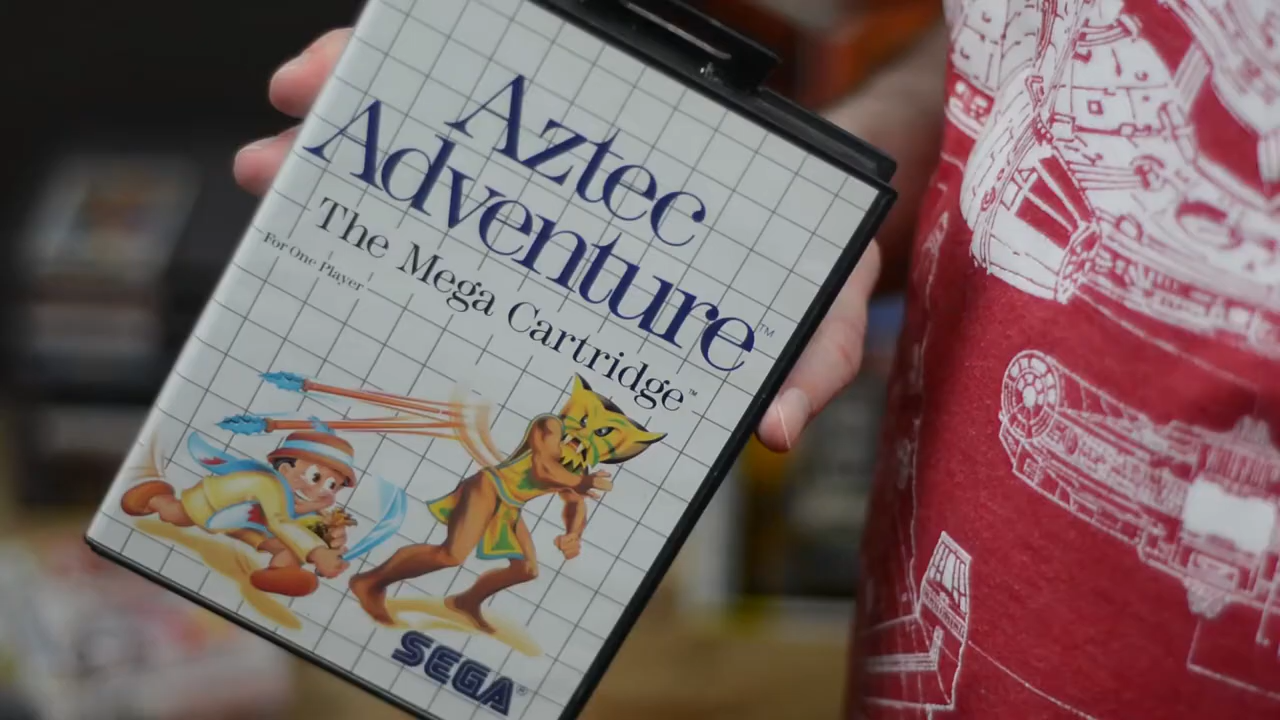 Aztec
Adventure™
The Mega Cartridge™
For One Player
SEGA®